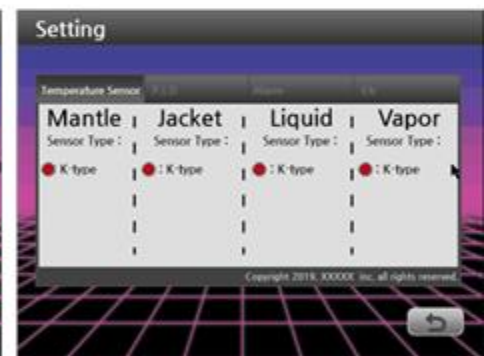 Setting
Temperature Sensor P.I.D Alarm
Mantle Jacket Liquid Vapor
Sensor Type : Sensor Type : Sensor Type : Sensor Type :
K-type : K-type : K-type : K-type
Copyright 2019, XXXXX inc, all rights reserved.